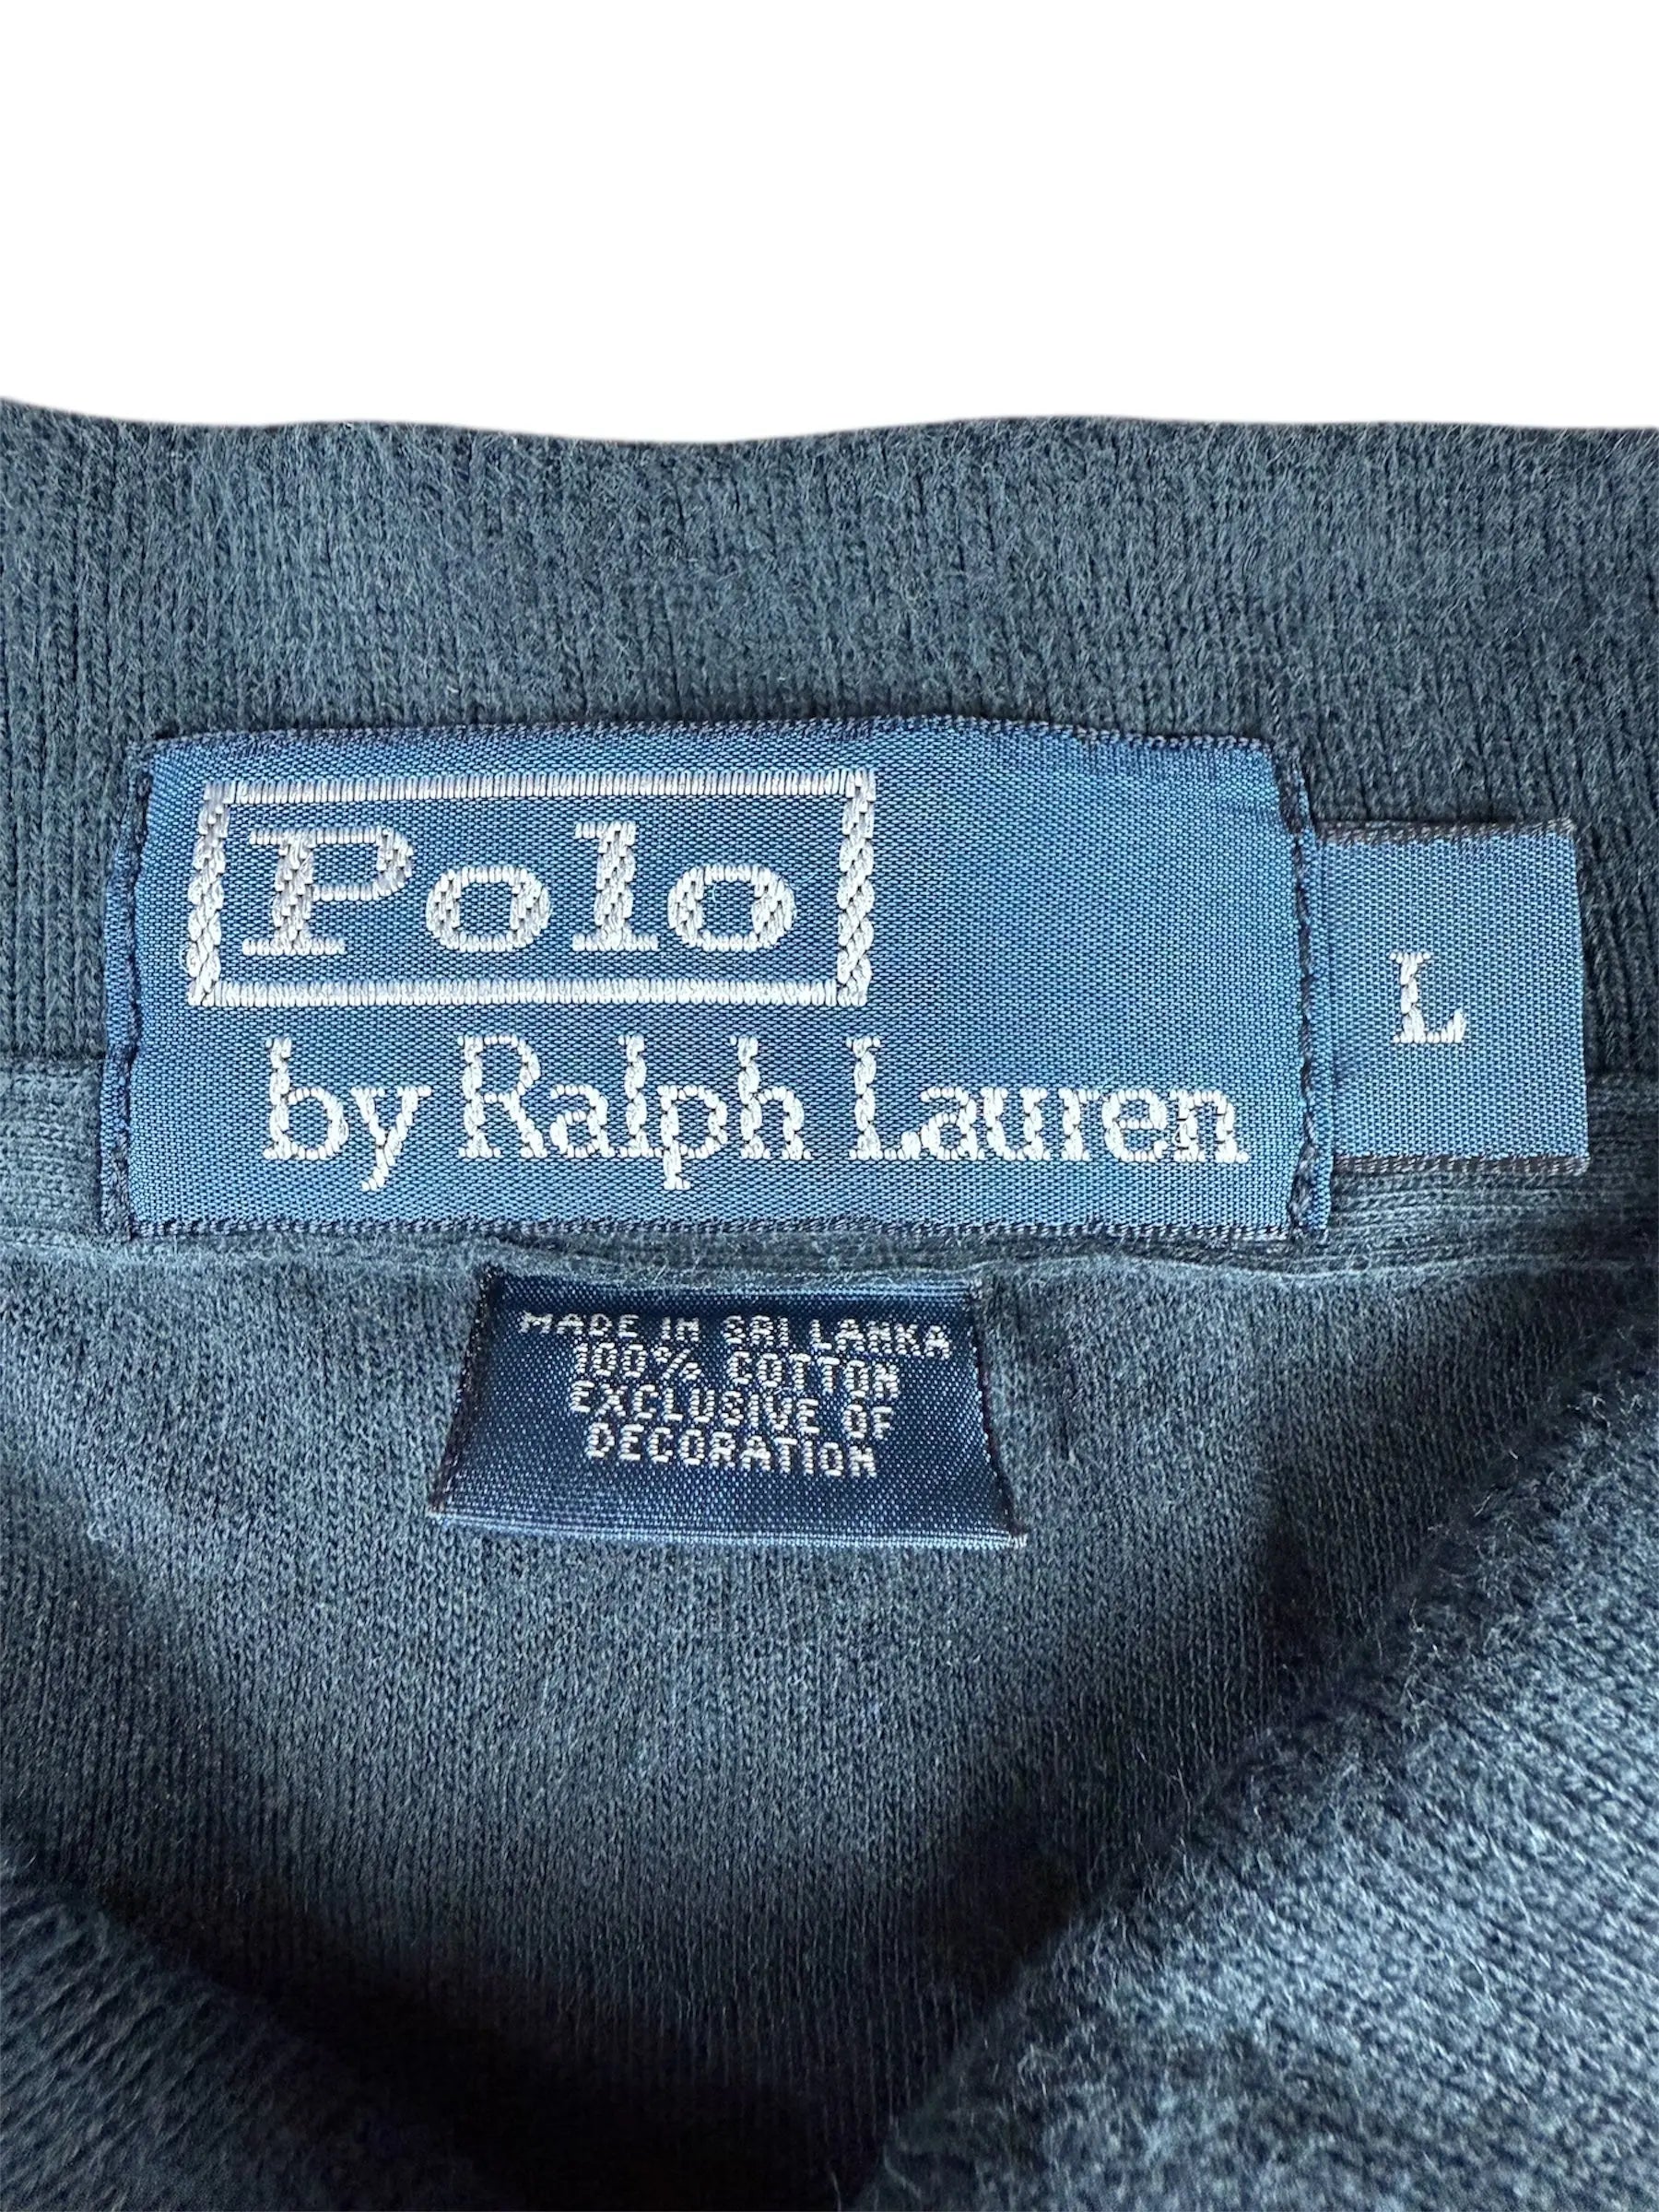 Polo
by Ralph Lauren
L
MADE IN SRI LANKA
100% COTTON
EXCLUSIVE OF
DECORATION